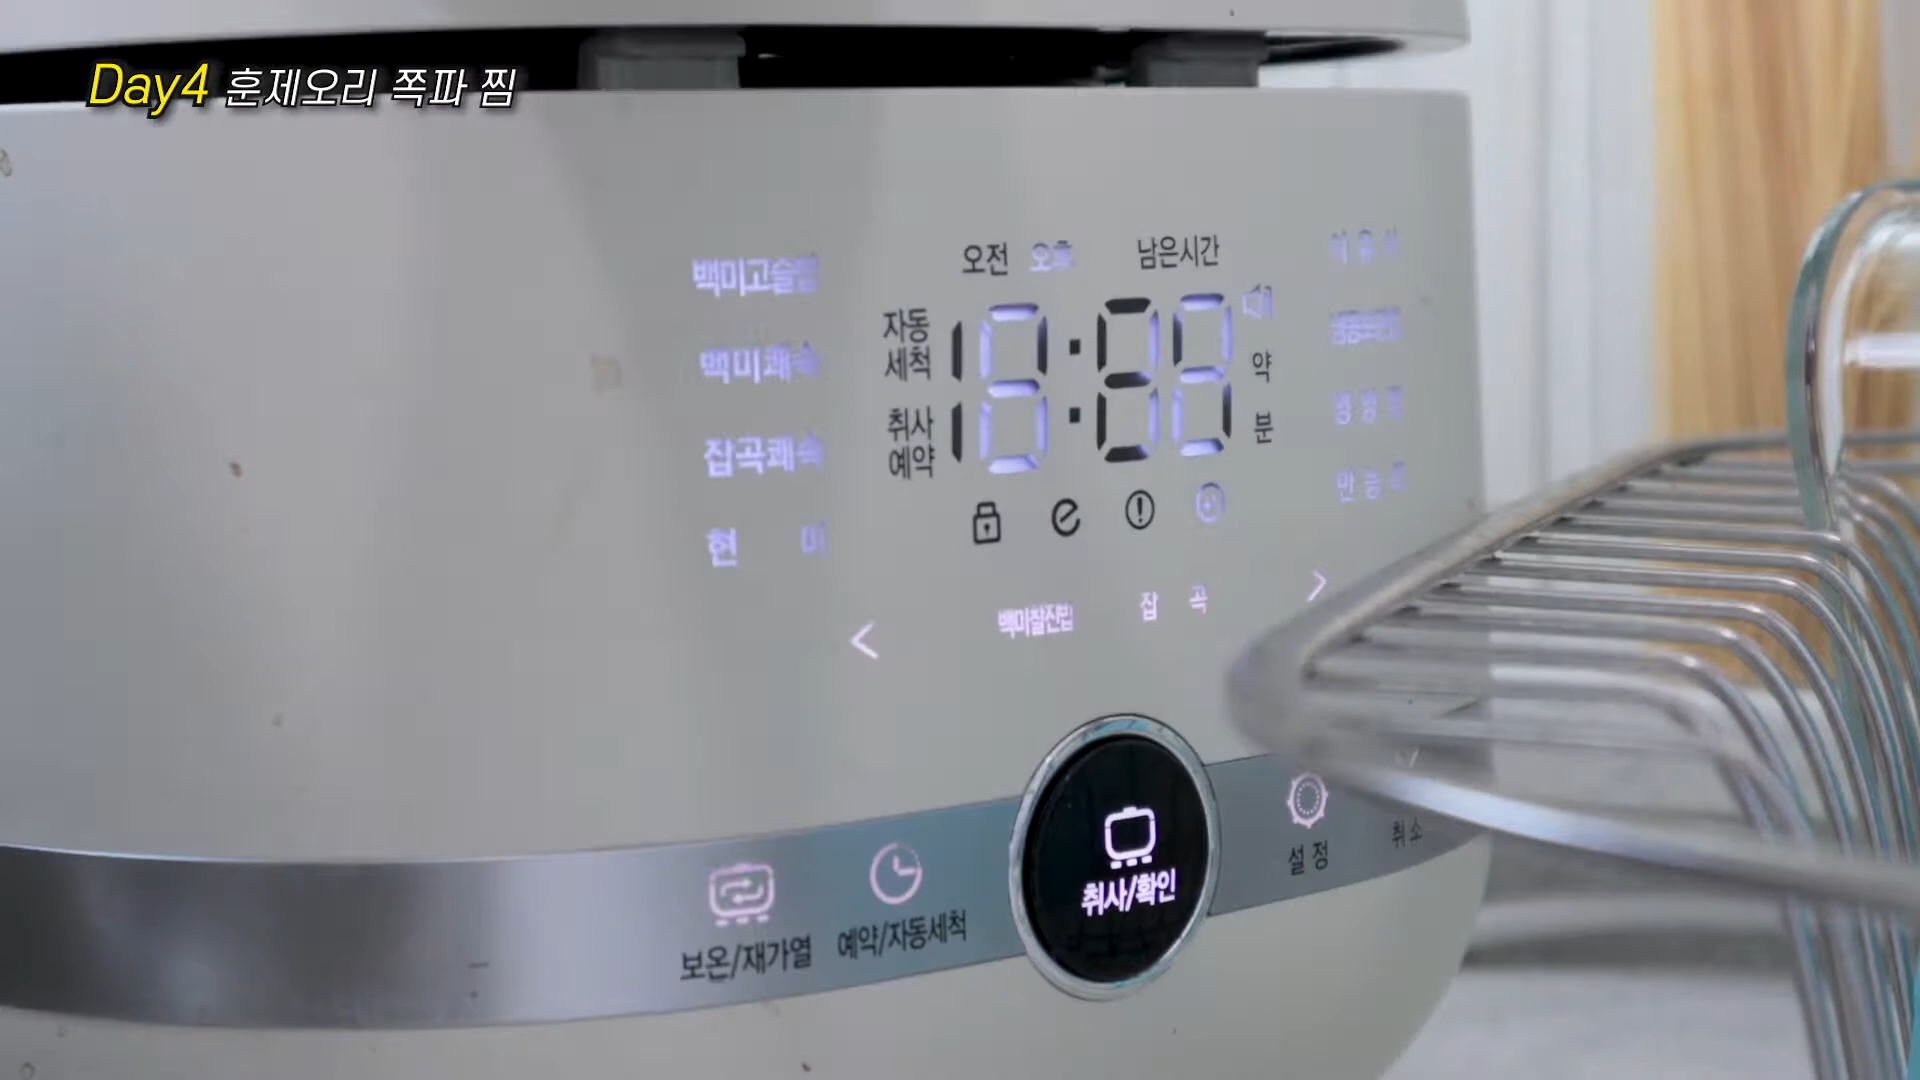 Day4 훈제오리 쪽파 찜
오전 오후 남은시간
백미고슬밥
자동
세척
백미쾌속
약
취사
예약
분
잡곡쾌속
현 미
< 백미찰진밥 잡 곡 >
취사/확인
설 정
취소
보온/재가열
예약/자동세척